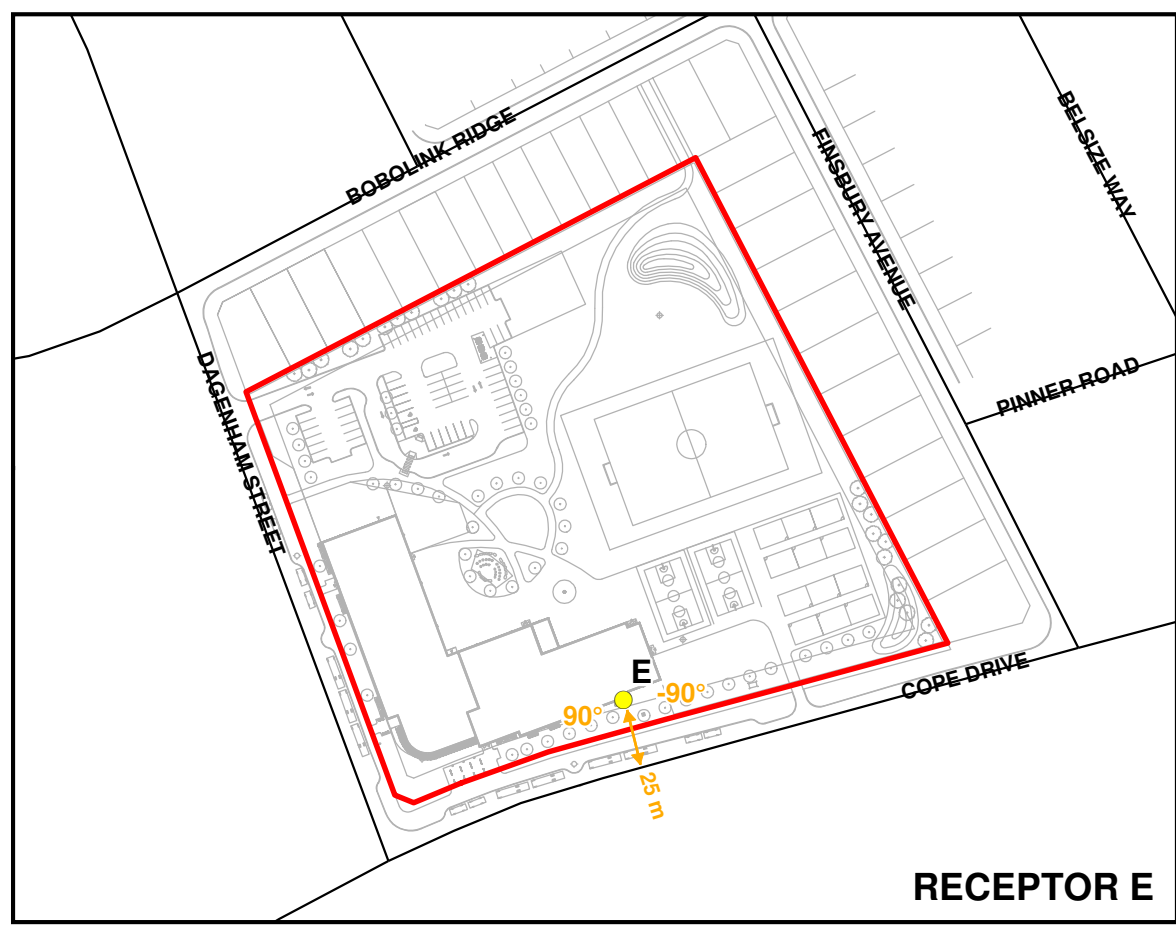 BOBOLINK RIDGE
FINSBURY AVENUE
BELSIZE WAY
DAGENHAM STREET
PINNER ROAD
E
-90°
90°
COPE DRIVE
25 m
RECEPTOR E